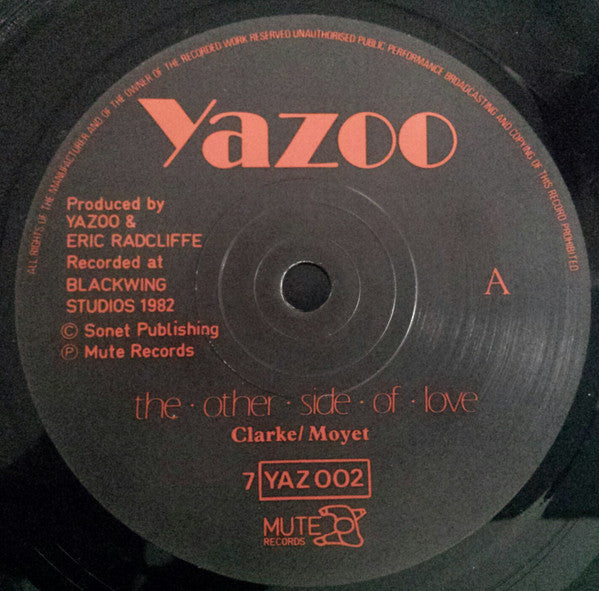 ALL RIGHTS OF THE MANUFACTURER AND OF THE OWNER OF THE RECORDED WORK RESERVED UNAUTHORISED PUBLIC PERFORMANCE BROADCASTING AND COPYING OF THIS RECORD PROHIBITED
Yazoo
Produced by
YAZOO &
ERIC RADCLIFFE
Recorded at
BLACKWING
STUDIOS 1982
© Sonet Publishing
℗ Mute Records
A
the · other · side · of · love
Clarke/Moyet
7 YAZ 002
MUTE
RECORDS